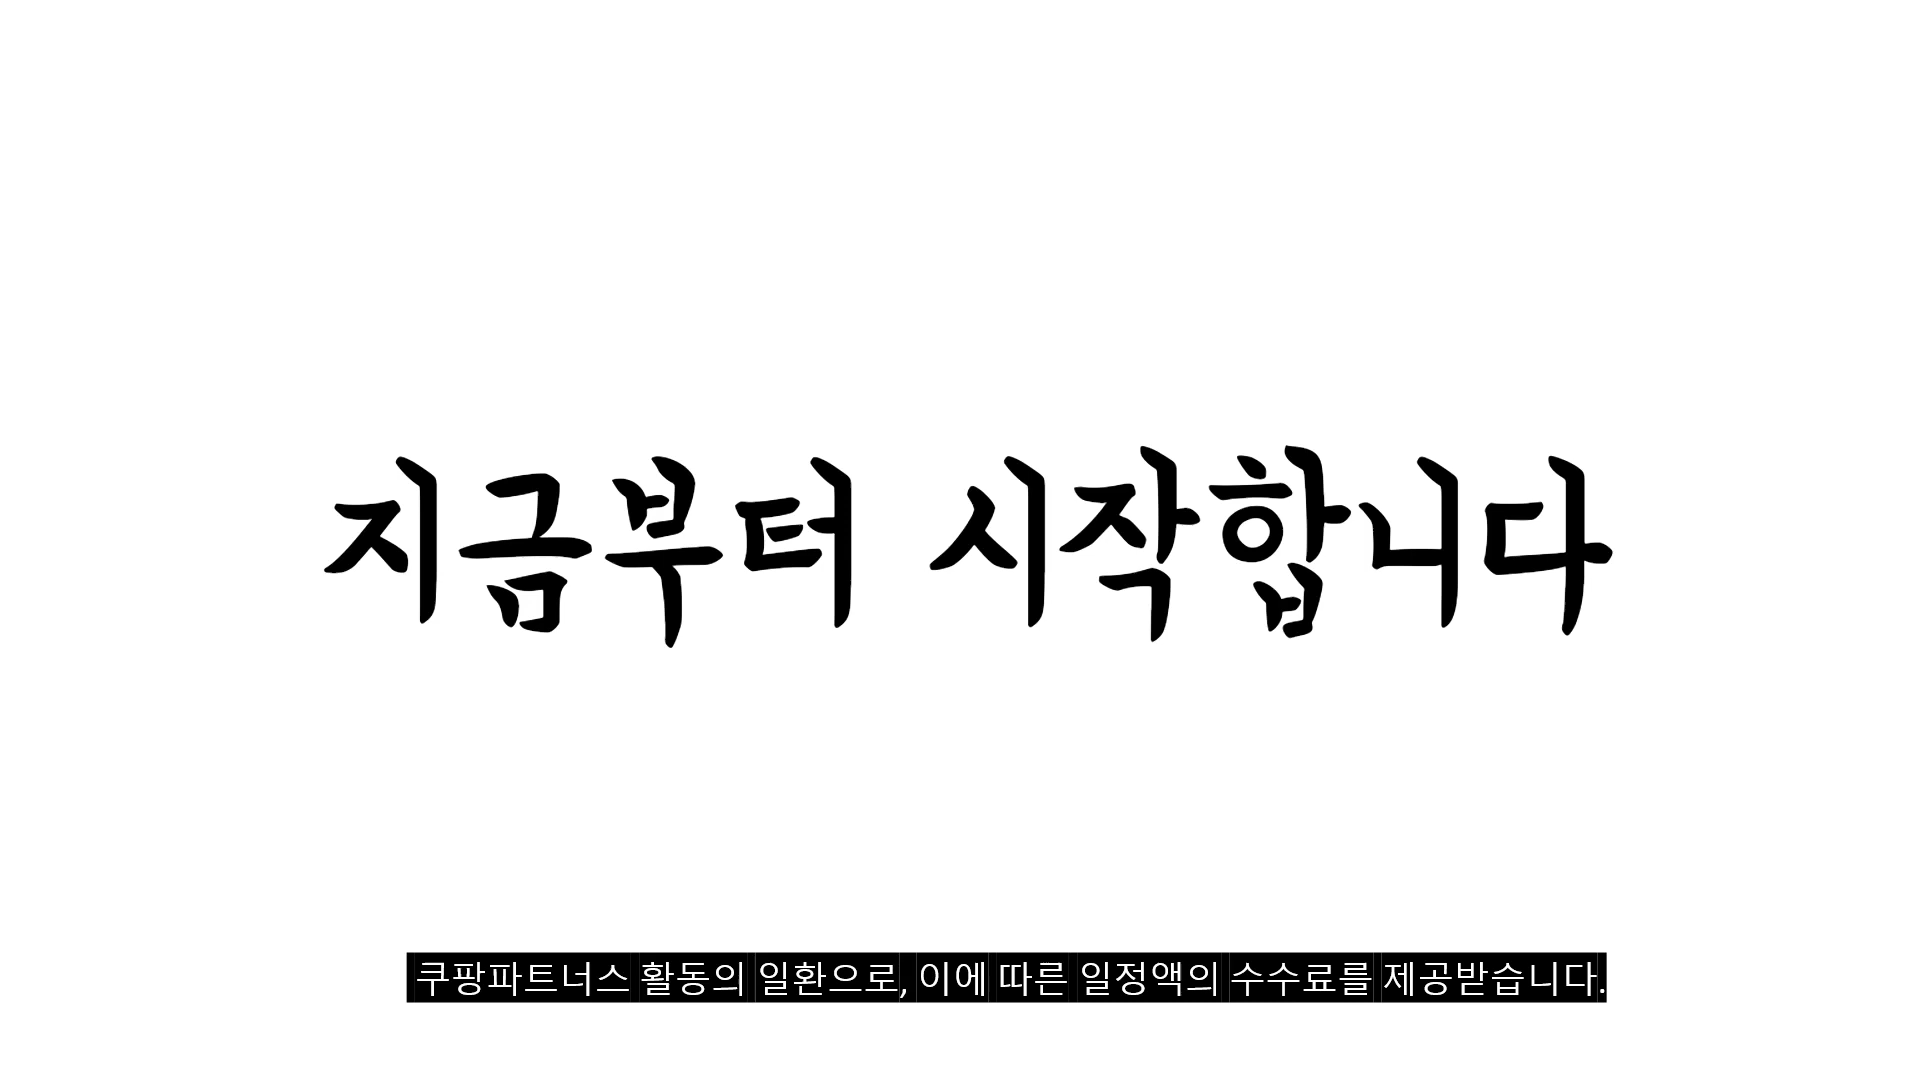 지금부터 시작합니다
쿠팡파트너스 활동의 일환으로, 이에 따른 일정액의 수수료를 제공받습니다.